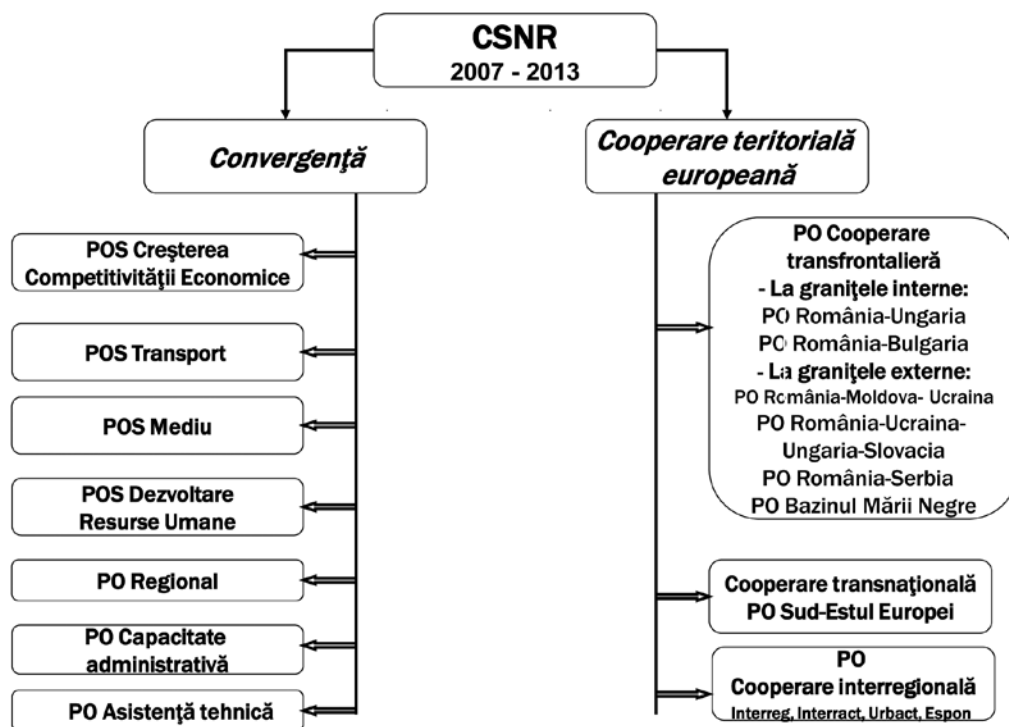 CSNR
2007 - 2013
Convergenţă
POS Creşterea
Competitivităţii Economice
POS Transport
POS Mediu
POS Dezvoltare
Resurse Umane
PO Regional
PO Capacitate
administrativă
PO Asistenţă tehnică
Cooperare teritorială
europeană
PO Cooperare
transfrontalieră
- La graniţele interne:
PO România-Ungaria
PO România-Bulgaria
- La graniţele externe:
PO România-Moldova- Ucraina
PO România-Ucraina-
Ungaria-Slovacia
PO România-Serbia
PO Bazinul Mării Negre
Cooperare transnaţională
PO Sud-Estul Europei
PO
Cooperare interregională
Interreg, Interract, Urbact, Espon